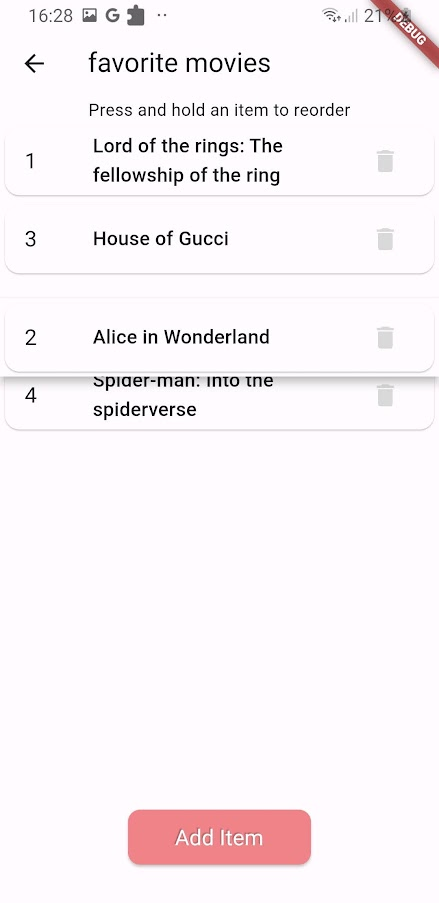 16:28 G 21%
DEBUG
favorite movies
Press and hold an item to reorder
1 Lord of the rings: The
fellowship of the ring
3 House of Gucci
2 Alice in Wonderland
4 Spider-man: Into the
spiderverse
Add Item